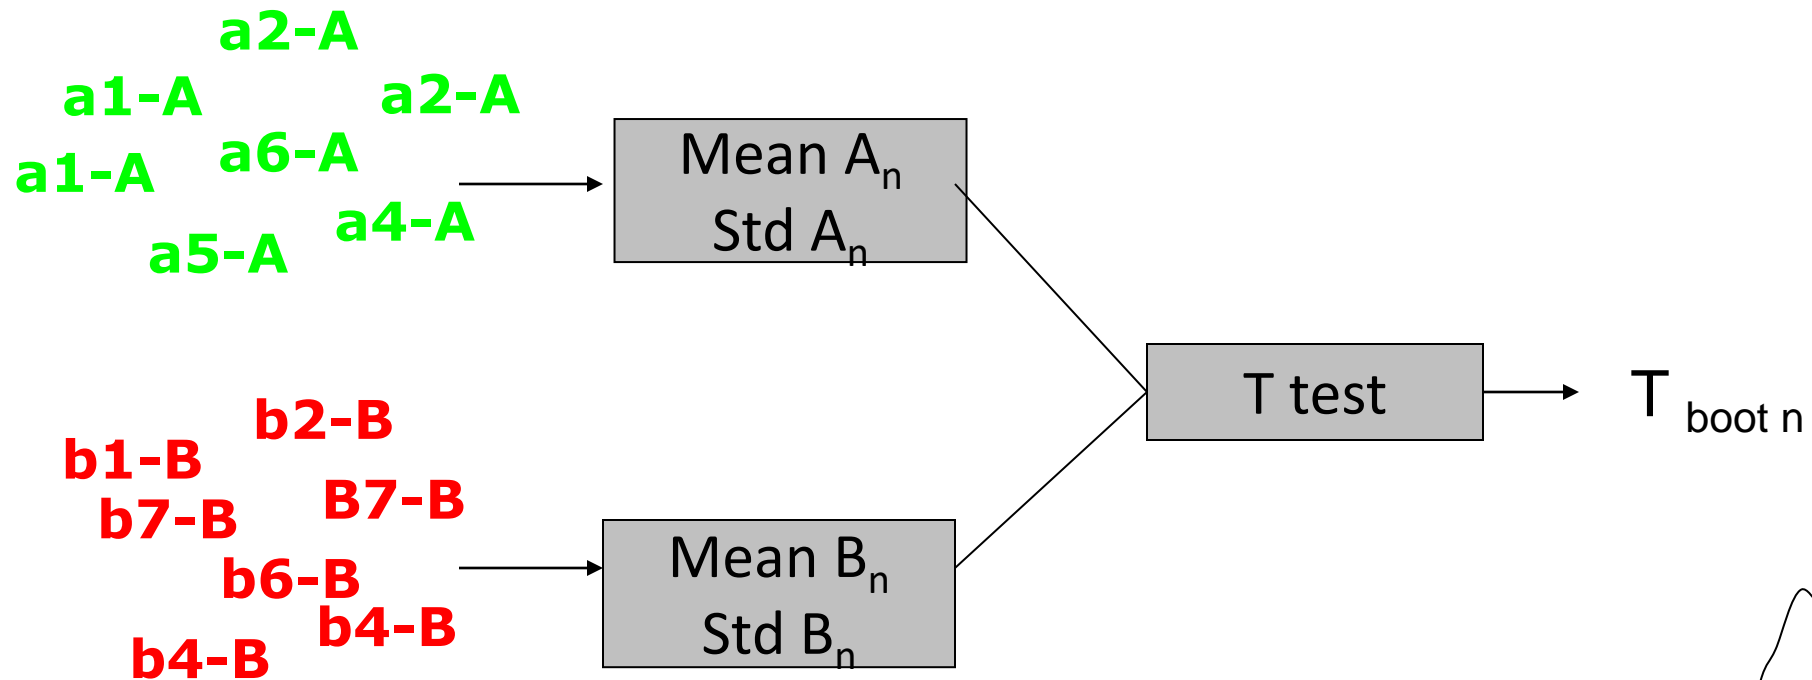 a2-A
a1-A
a2-A
a6-A
a1-A
a4-A
a5-A
Mean An
Std An
b2-B
b1-B
B7-B
b7-B
b6-B
b4-B
b4-B
Mean Bn
Std Bn
T test
T boot n